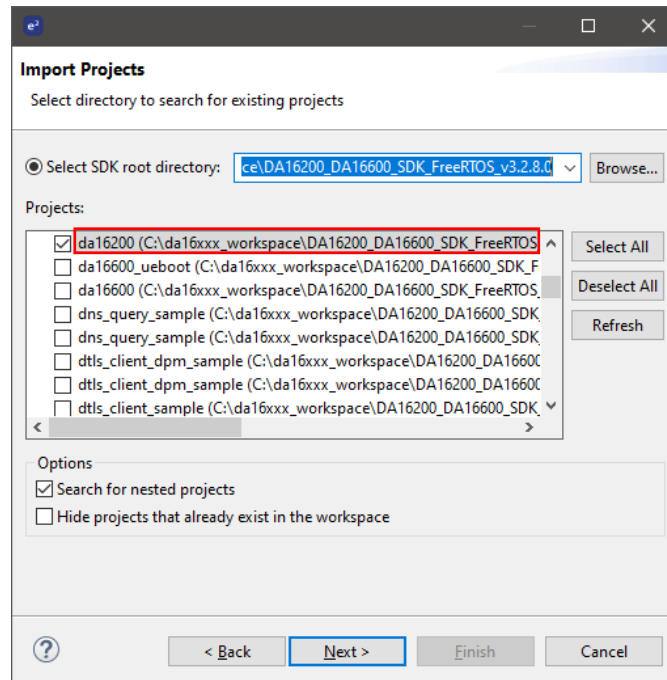 e²
Import Projects
Select directory to search for existing projects
Select SDK root directory: ce\DA16200_DA16600_SDK_FreeRTOS_v3.2.8.0 Browse...
Projects:
da16200 (C:\da16xxx_workspace\DA16200_DA16600_SDK_FreeRTOS
da16600_ueboot (C:\da16xxx_workspace\DA16200_DA16600_SDK_F
da16600 (C:\da16xxx_workspace\DA16200_DA16600_SDK_FreeRTOS_
dns_query_sample (C:\da16xxx_workspace\DA16200_DA16600_SDK_
dns_query_sample (C:\da16xxx_workspace\DA16200_DA16600_SDK_
dtls_client_dpm_sample (C:\da16xxx_workspace\DA16200_DA1660(
dtls_client_dpm_sample (C:\da16xxx_workspace\DA16200_DA1660(
dtls_client_sample (C:\da16xxx_workspace\DA16200_DA16600_SDK_
Select All
Deselect All
Refresh
Options
Search for nested projects
Hide projects that already exist in the workspace
? < Back Next > Finish Cancel